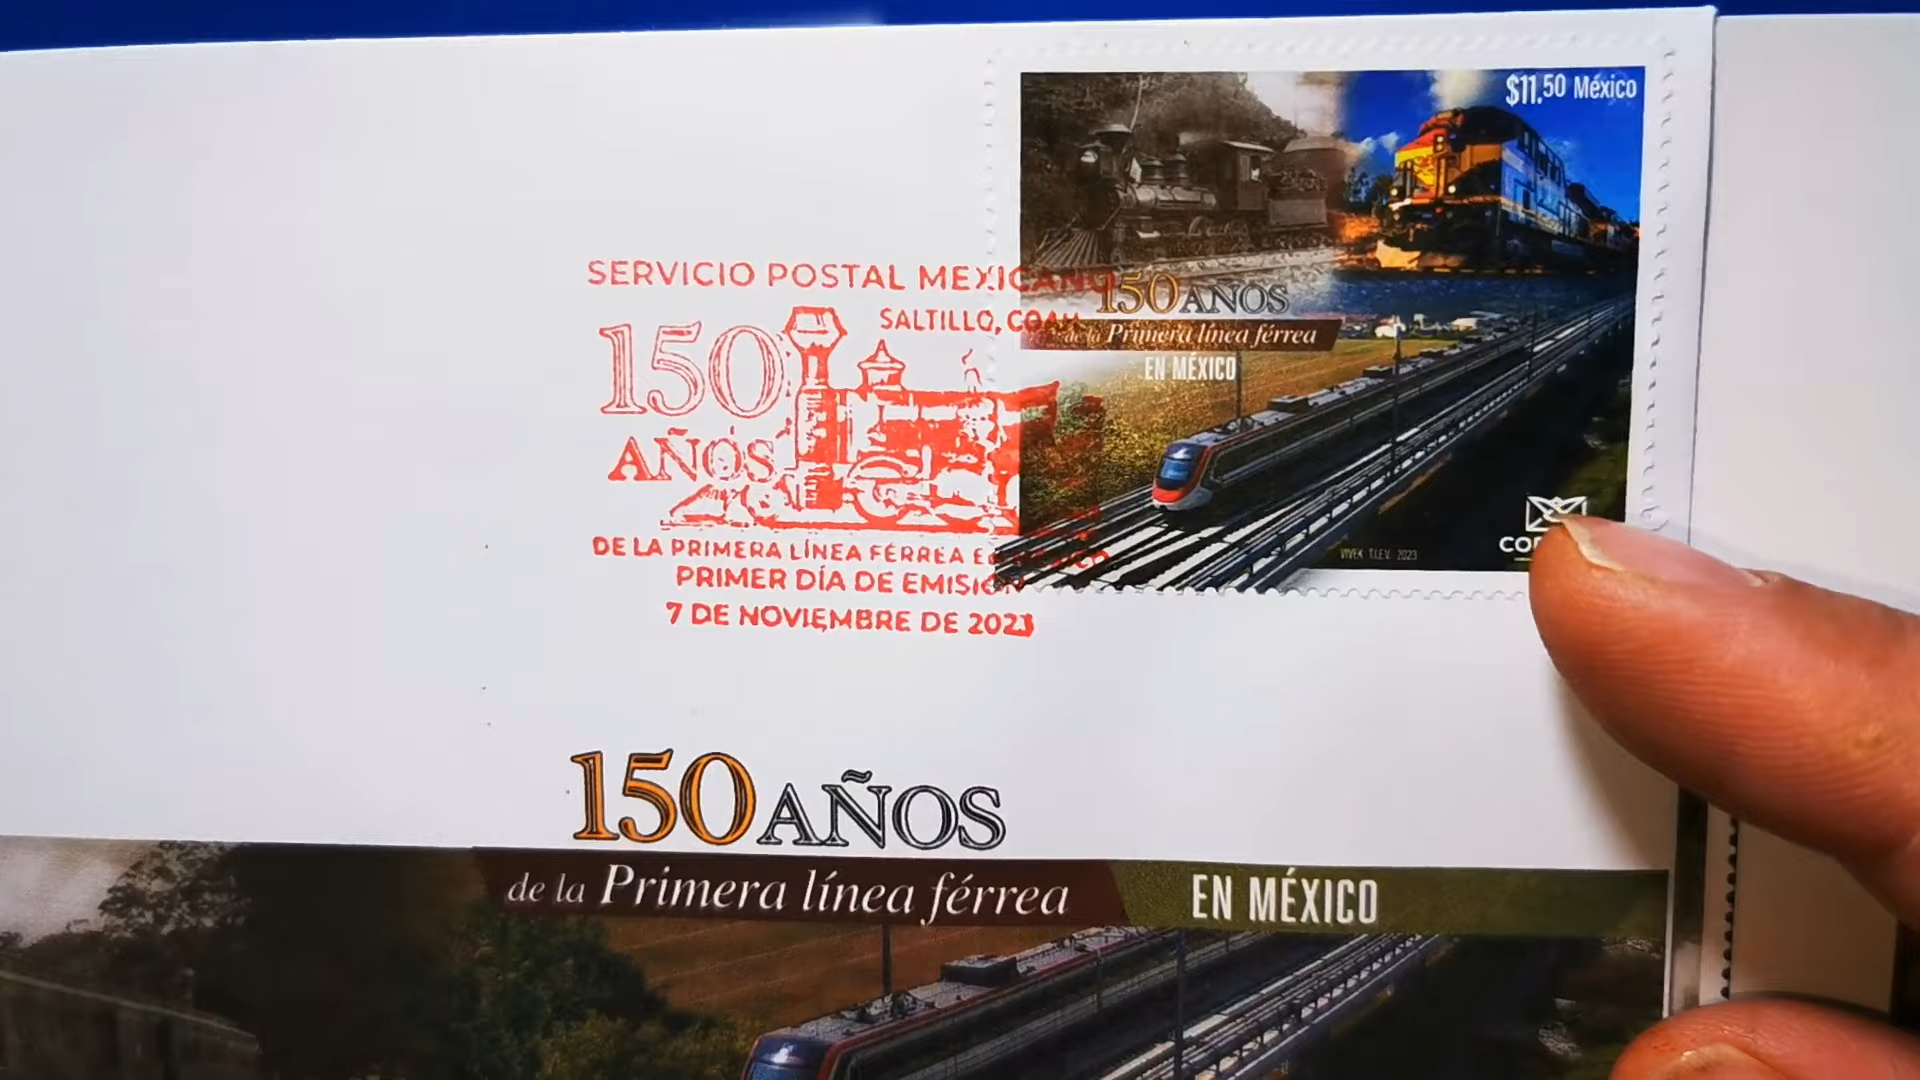 $11.50 México
SERVICIO POSTAL MEXICANO
SALTILLO, COAH.
150
AÑOS
DE LA PRIMERA LÍNEA FÉRREA
PRIMER DÍA DE EMISIÓN
7 DE NOVIEMBRE DE 2023
150 AÑOS
de la Primera línea férrea
EN MÉXICO
VIVEK T.I.E.V. 2023
150 AÑOS
de la Primera línea férrea EN MÉXICO